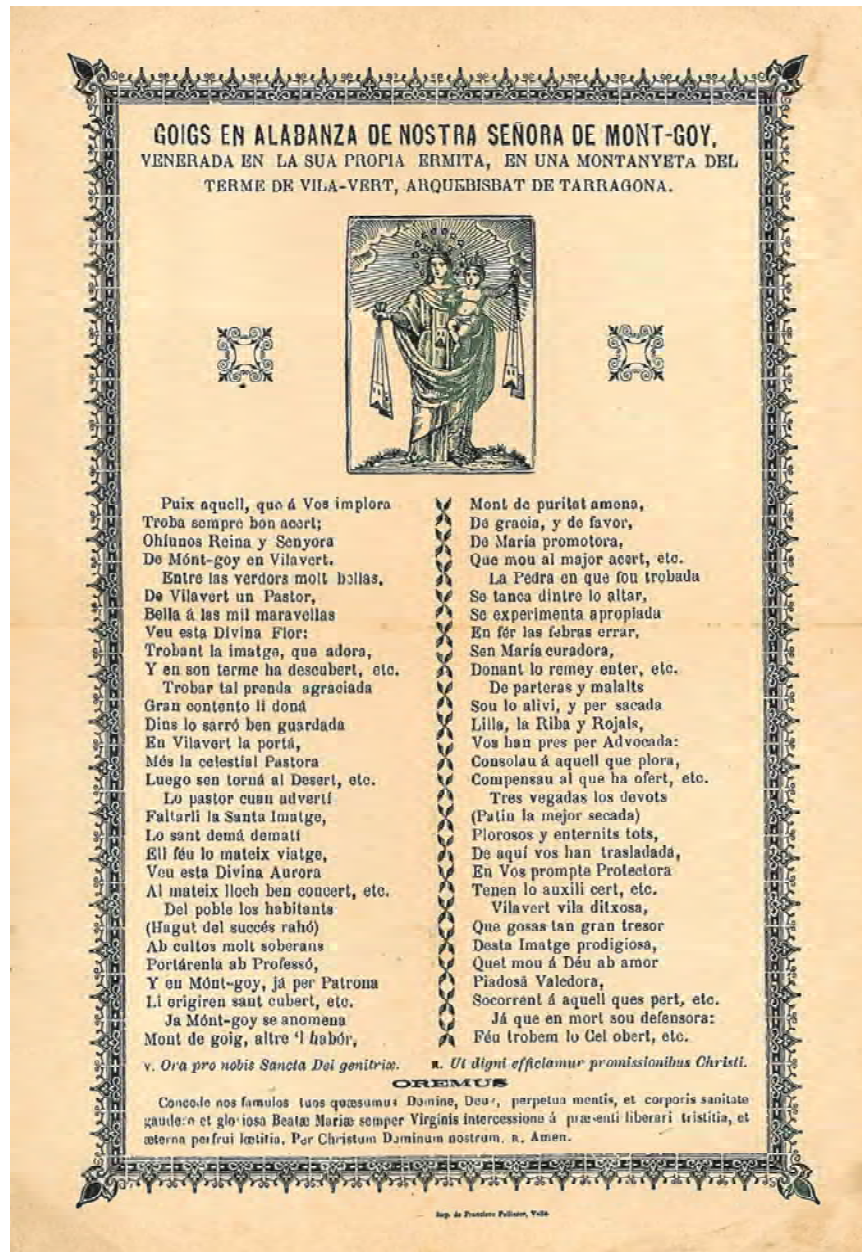 GOIGS EN ALABANZA DE NOSTRA SEÑORA DE MONT-GOY,
VENERADA EN LA SUA PROPIA ERMITA, EN UNA MONTANYETA DEL
TERME DE VILA-VERT, ARQUEBISBAT DE TARRAGONA.
Puix aquell, que á Vos implora
Troba sempre bon acert;
Ohíunos Reina y Senyora
De Mónt-goy en Vilavert.
Entre las verdors molt bellas,
De Vilavert un Pastor,
Bella á las mil maravellas
Veu esta Divina Flor:
Trobant la imatge, que adora,
Y en son terme ha descubert, etc.
Trobar tal prenda agraciada
Gran contento li doná
Dins lo sarró ben guardada
En Vilavert la portá,
Més la celestial Pastora
Luego sen torná al Desert, etc.
Lo pastor cuan advertí
Faltarli la Santa Imatge,
Lo sant demá dematí
Ell féu lo mateix viatge,
Veu esta Divina Aurora
Al mateix lloch ben concert, etc.
Del poble los habitants
(Hagut del succés rahó)
Ab cultos molt soberans
Portárenla ab Professó,
Y en Mónt-goy, já per Patrona
Li erigiren sant cubert, etc.
Ja Mónt-goy se anomena
Mont de goig, altre 'l habór,
Mont de puritat amena,
De gracia, y de favor,
De María promotora,
Que mou al major acert, etc.
La Pedra en que fou trobada
Se tanca dintre lo altar,
Se experimenta apropiada
En fér las febras errar,
Sen María curadora,
Donant lo remey enter, etc.
De parteras y malalts
Sou lo alivi, y per sacada
Lilla, la Riba y Rojals,
Vos han pres per Advocada:
Consolau á aquell que plora,
Compensau al que ha ofert, etc.
Tres vegadas los devots
(Patín la mejor secada)
Plorosos y enternits tots,
De aquí vos han trasladada,
En Vos prompte Protectora
Tenen lo auxili cert, etc.
Vilavert vila ditxosa,
Que gosas tan gran tresor
Desta Imatge prodigiosa,
Quet mou á Déu ab amor
Piadosá Valedora,
Socorrent á aquell ques pert, etc.
Já que en mort sou defensora:
Féu trobem lo Cel obert, etc.
V. Ora pro nobis Sancta Dei genitrix. R. Ut digni efficiamur promissionibus Christi.
OREMUS
Concede nos famulos tuos quæsumus Domine, Deus, perpetua mentis, et corporis sanitate
gaudere et gloriosa Beatæ Mariæ semper Virginis intercessione á præsenti liberari tristitia, et
æterna perfrui lœtitia, Per Christum Dominum nostrum. R. Amen.
Imp. de Francisco Pallisser, Valls